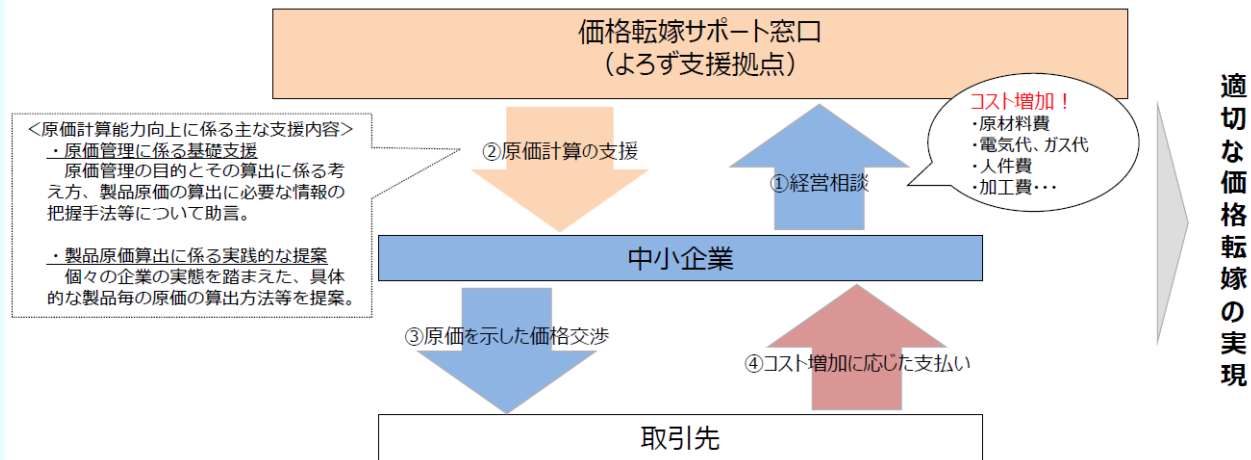 価格転嫁サポート窓口
（よろず支援拠点）
コスト増加！
・原材料費
・電気代、ガス代
・人件費
・加工費・・・
＜原価計算能力向上に係る主な支援内容＞
・原価管理に係る基礎支援
原価管理の目的とその算出に係る考
え方、製品原価の算出に必要な情報の
把握手法等について助言。
・製品原価算出に係る実践的な提案
個々の企業の実態を踏まえた、具体
的な製品毎の原価の算出方法等を提案。
②原価計算の支援
①経営相談
中小企業
③原価を示した価格交渉
④コスト増加に応じた支払い
取引先
適切な価格転嫁の実現